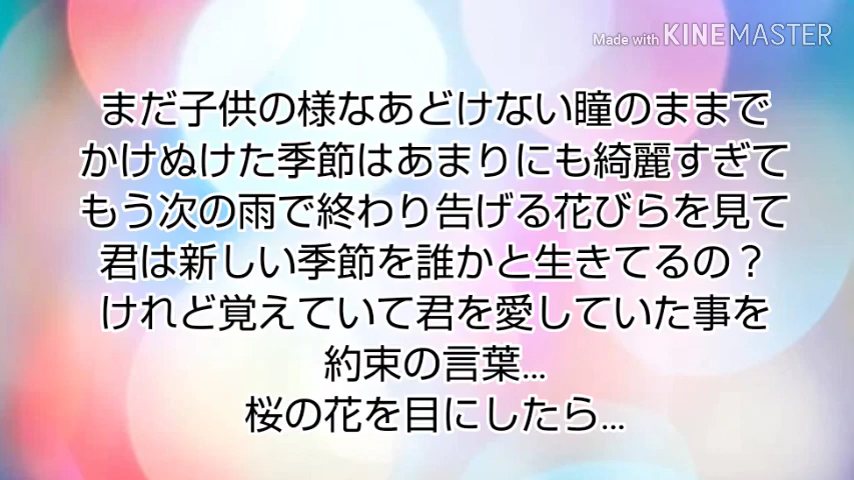 Made with KINEMASTER
まだ子供の様なあどけない瞳のままで
かけぬけた季節はあまりにも綺麗すぎて
もう次の雨で終わり告げる花びらを見て
君は新しい季節を誰かと生きてるの？
けれど覚えていて君を愛していた事を
約束の言葉…
桜の花を目にしたら…